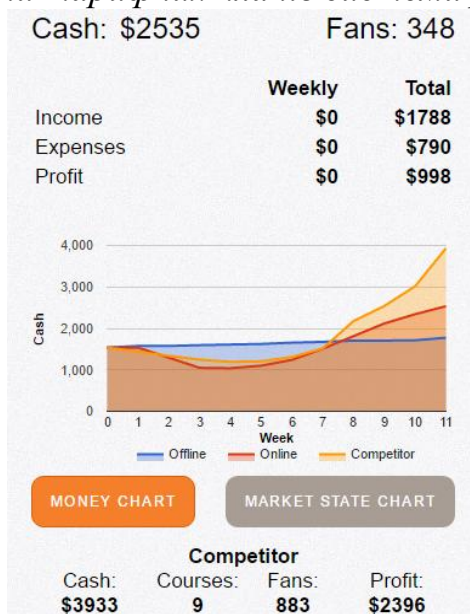 Cash: $2535 Fans: 348
Weekly Total
Income $0 $1788
Expenses $0 $790
Profit $0 $998
4,000
3,000
2,000
1,000
0
Cash
0 1 2 3 4 5 6 7 8 9 10 11
Week
Offline Online Competitor
MONEY CHART MARKET STATE CHART
Competitor
Cash: Courses: Fans: Profit:
$3933 9 883 $2396